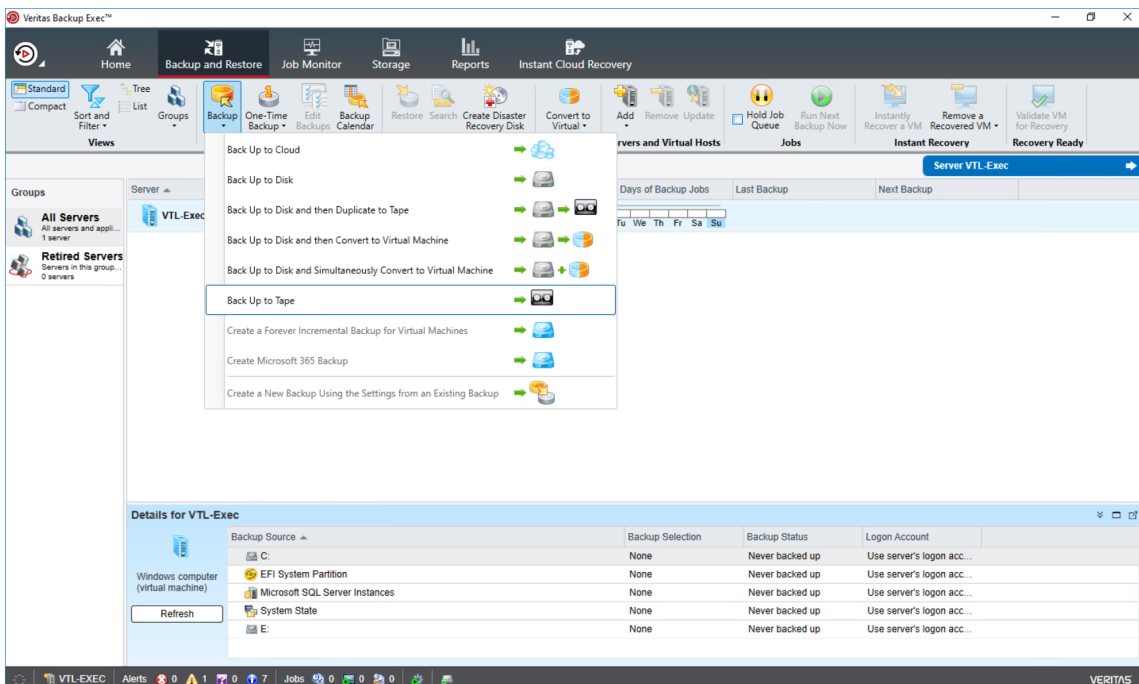 Veritas Backup Exec™
Home
Backup and Restore
Job Monitor
Storage
Reports
Instant Cloud Recovery
Standard
Compact
Sort and Filter
Tree
List
Views
Groups
Backup
One-Time Backup
Edit Backups
Backup Calendar
Restore
Search
Create Disaster Recovery Disk
Convert to Virtual
Add
Remove
Update
rvers and Virtual Hosts
Hold Job Queue
Run Next Backup Now
Jobs
Instantly Recover a VM
Remove a Recovered VM
Instant Recovery
Validate VM for Recovery
Recovery Ready
Back Up to Cloud
Back Up to Disk
Back Up to Disk and then Duplicate to Tape
Back Up to Disk and then Convert to Virtual Machine
Back Up to Disk and Simultaneously Convert to Virtual Machine
Back Up to Tape
Create a Forever Incremental Backup for Virtual Machines
Create Microsoft 365 Backup
Create a New Backup Using the Settings from an Existing Backup
Server VTL-Exec
Groups
All Servers
All servers and appli...
1 server
Retired Servers
Servers in this group...
0 servers
Server
Days of Backup Jobs
Last Backup
Next Backup
VTL-Exec
Tu We Th Fr Sa Su
Details for VTL-Exec
Windows computer
(virtual machine)
Refresh
Backup Source Backup Selection Backup Status Logon Account
C: None Never backed up Use server's logon acc...
EFI System Partition None Never backed up Use server's logon acc...
Microsoft SQL Server Instances None Never backed up Use server's logon acc...
System State None Never backed up Use server's logon acc...
E: None Never backed up Use server's logon acc...
VTL-EXEC Alerts 0 1 0 7 Jobs 0 0 0
VERITAS